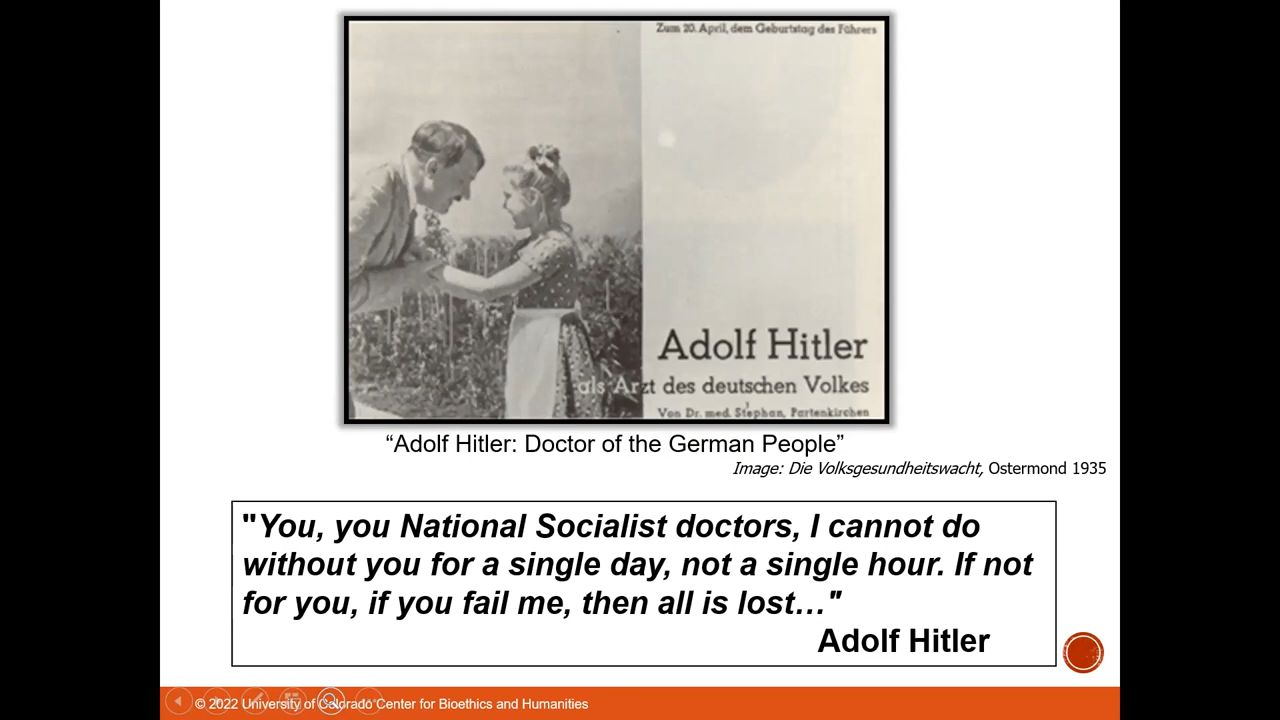 Zum 20. April, dem Geburtstag des Führers
Adolf Hitler
als Arzt des deutschen Volkes
Von Dr. med. Stephan, Partenkirchen
“Adolf Hitler: Doctor of the German People”
Image: Die Volksgesundheitswacht, Ostermond 1935
"You, you National Socialist doctors, I cannot do
without you for a single day, not a single hour. If not
for you, if you fail me, then all is lost…"
Adolf Hitler
© 2022 University of Colorado Center for Bioethics and Humanities